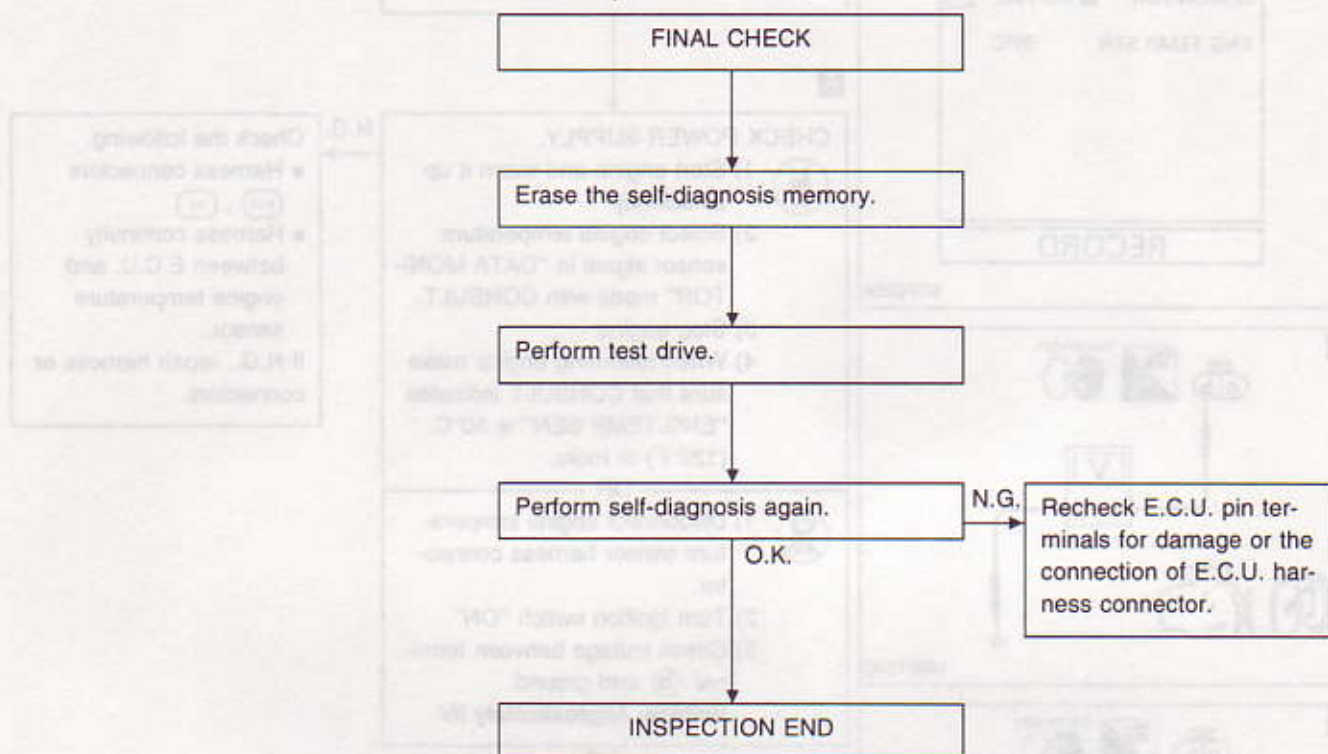 FINAL CHECK
Erase the self-diagnosis memory.
Perform test drive.
Perform self-diagnosis again.
N.G.
Recheck E.C.U. pin ter-
minals for damage or the
connection of E.C.U. har-
ness connector.
O.K.
INSPECTION END